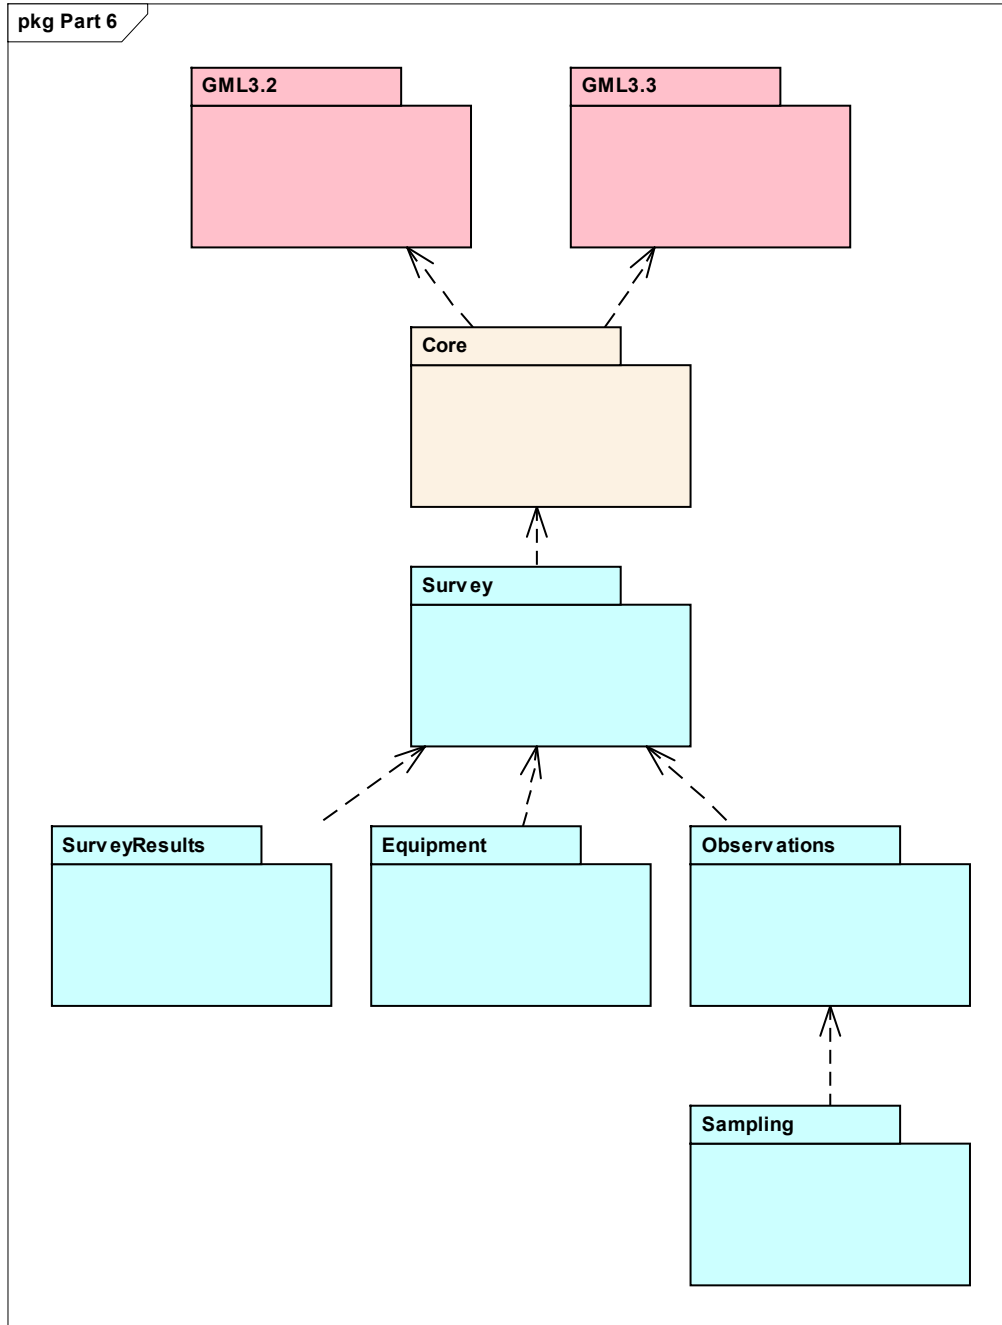 pkg Part 6
GML3.2
GML3.3
Core
Survey
SurveyResults
Equipment
Observations
Sampling